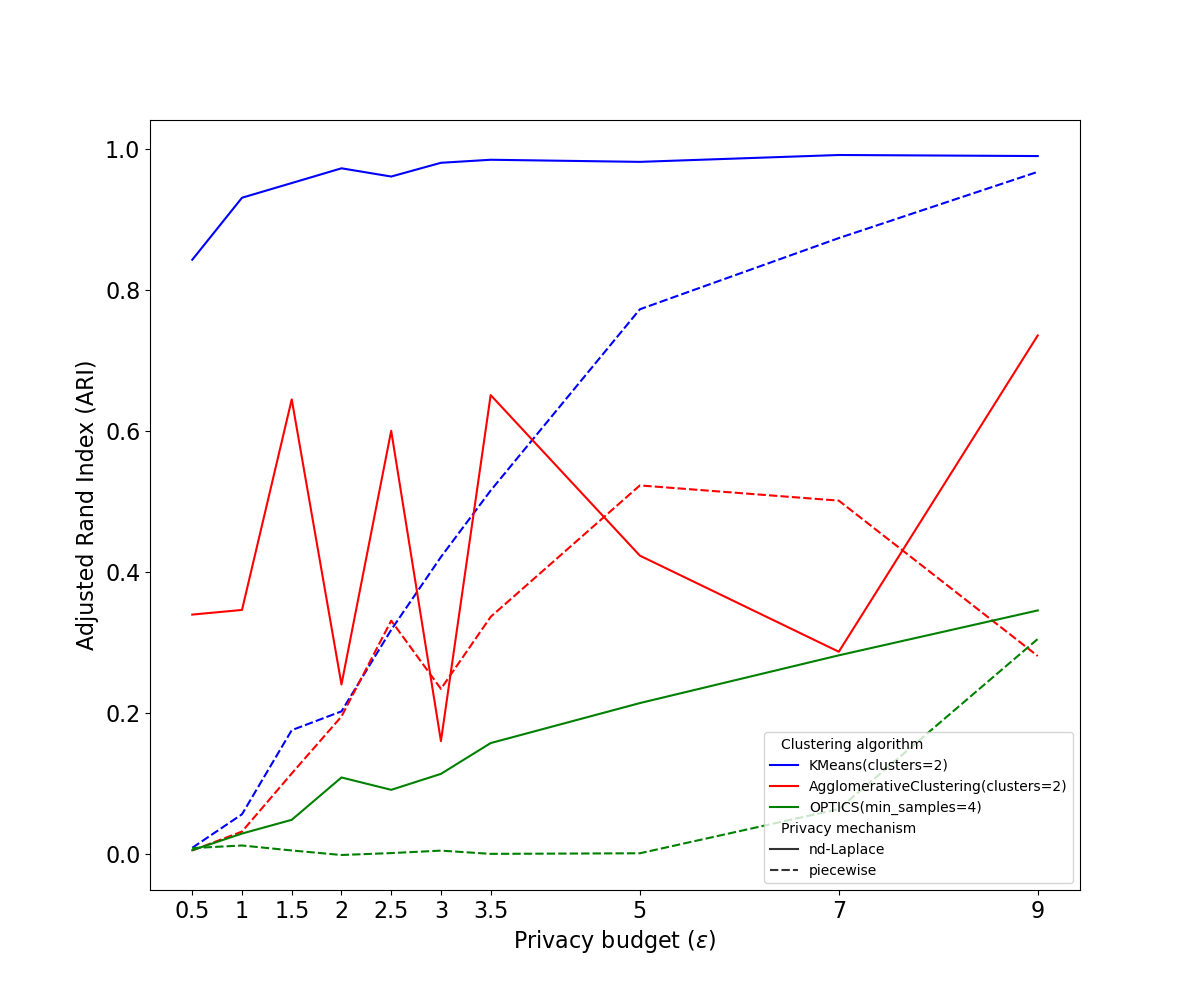 1.0
0.8
0.6
0.4
0.2
0.0
Adjusted Rand Index (ARI)
0.5 1 1.5 2 2.5 3 3.5 5 7 9
Privacy budget (ε)
Clustering algorithm
KMeans(clusters=2)
AgglomerativeClustering(clusters=2)
OPTICS(min_samples=4)
Privacy mechanism
nd-Laplace
piecewise